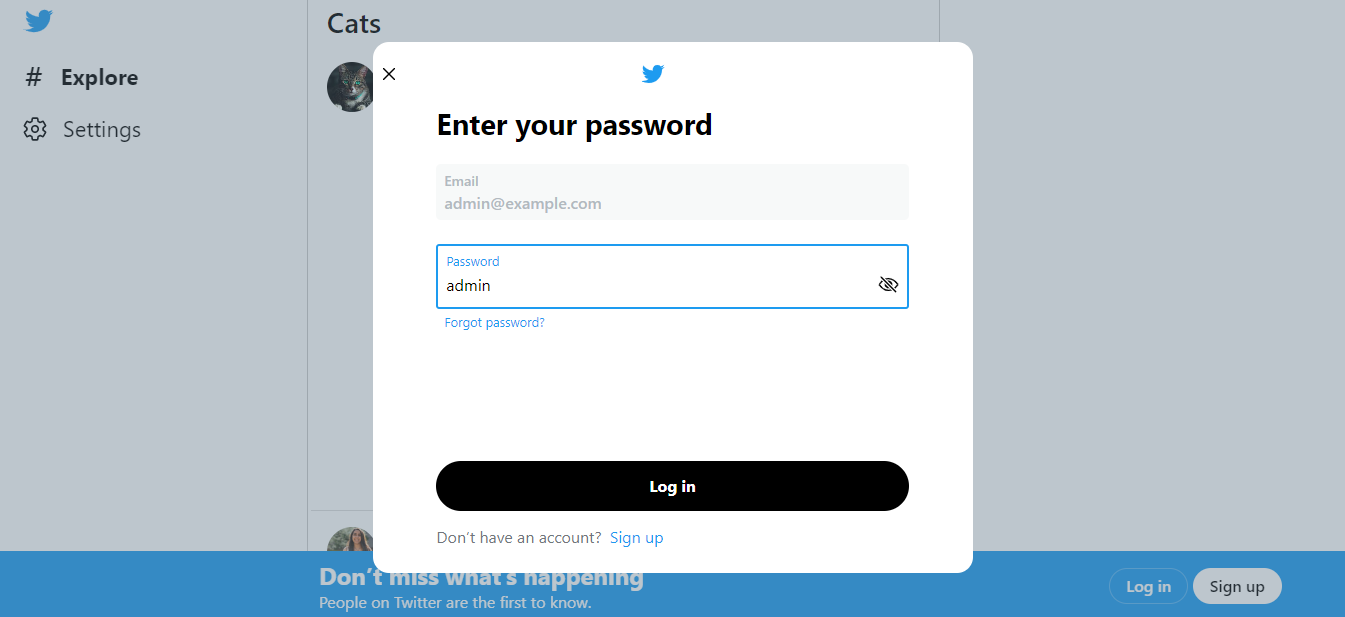 Cats
# Explore
Settings
Enter your password
Email
admin@example.com
Password
admin
Forgot password?
Log in
Don’t have an account? Sign up
Don’t miss what’s happening
People on Twitter are the first to know.
Log in
Sign up